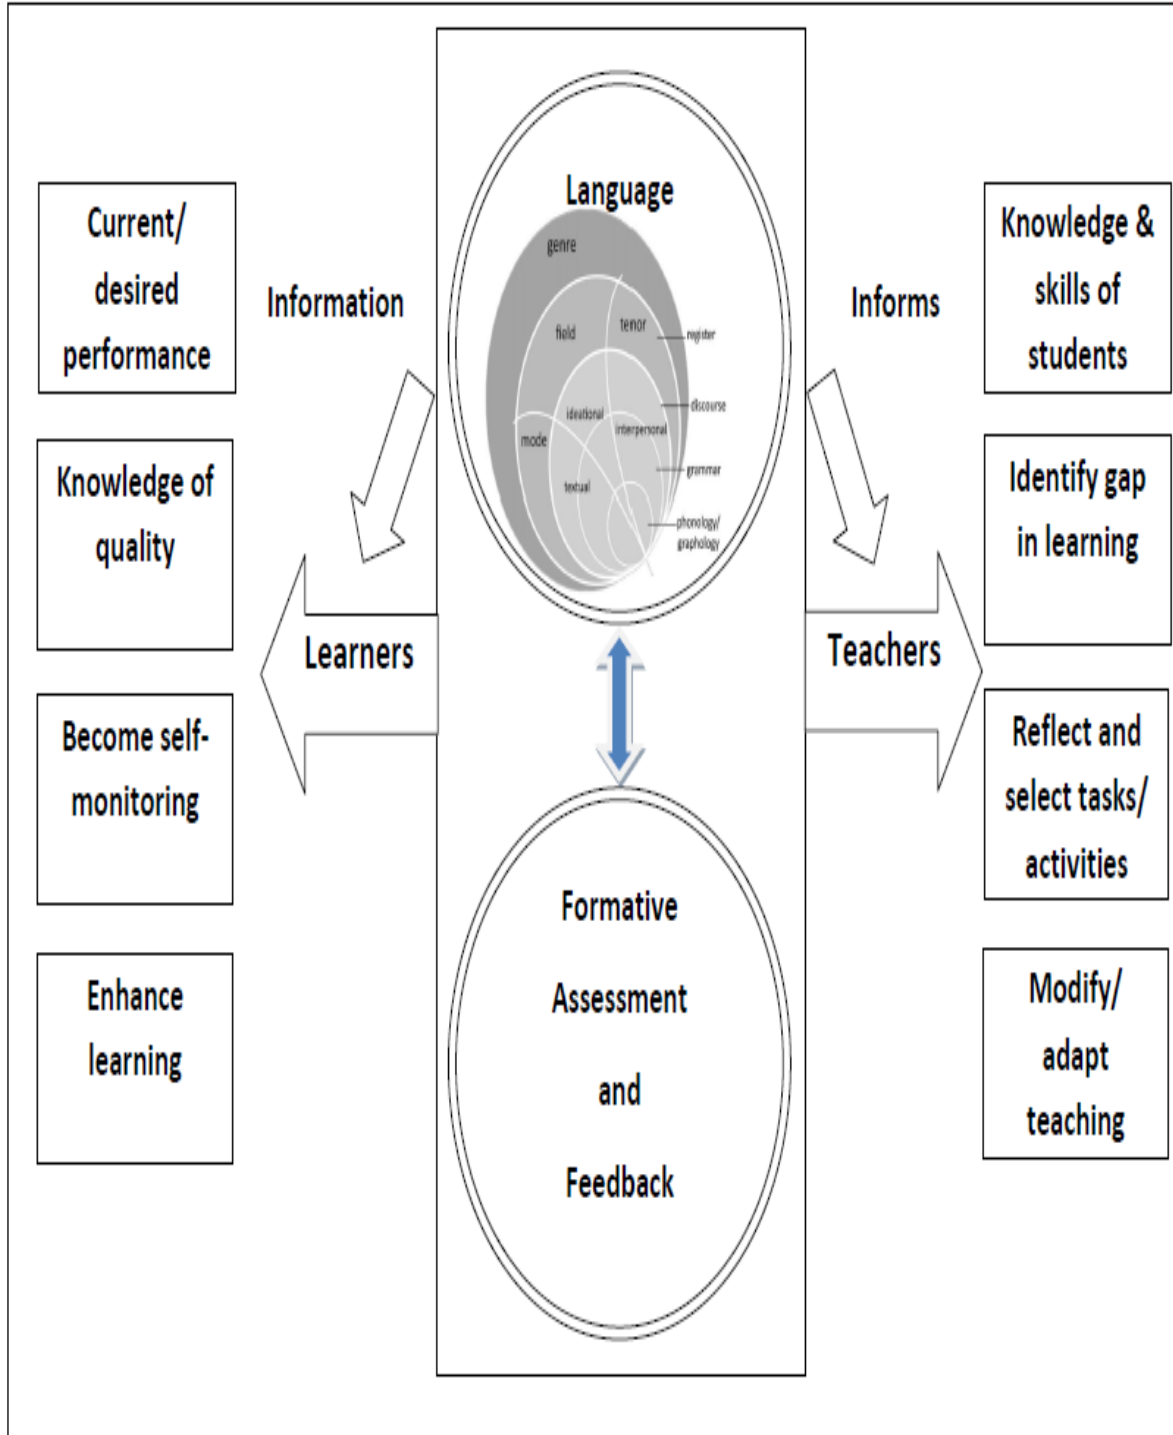 Current/
desired
performance
Knowledge of
quality
Become self-
monitoring
Enhance
learning
Information
Learners
Language
genre
field
tenor
register
ideational
interpersonal
discourse
mode
textual
grammar
phonology/
graphology
Formative
Assessment
and
Feedback
Informs
Teachers
Knowledge &
skills of
students
Identify gap
in learning
Reflect and
select tasks/
activities
Modify/
adapt
teaching